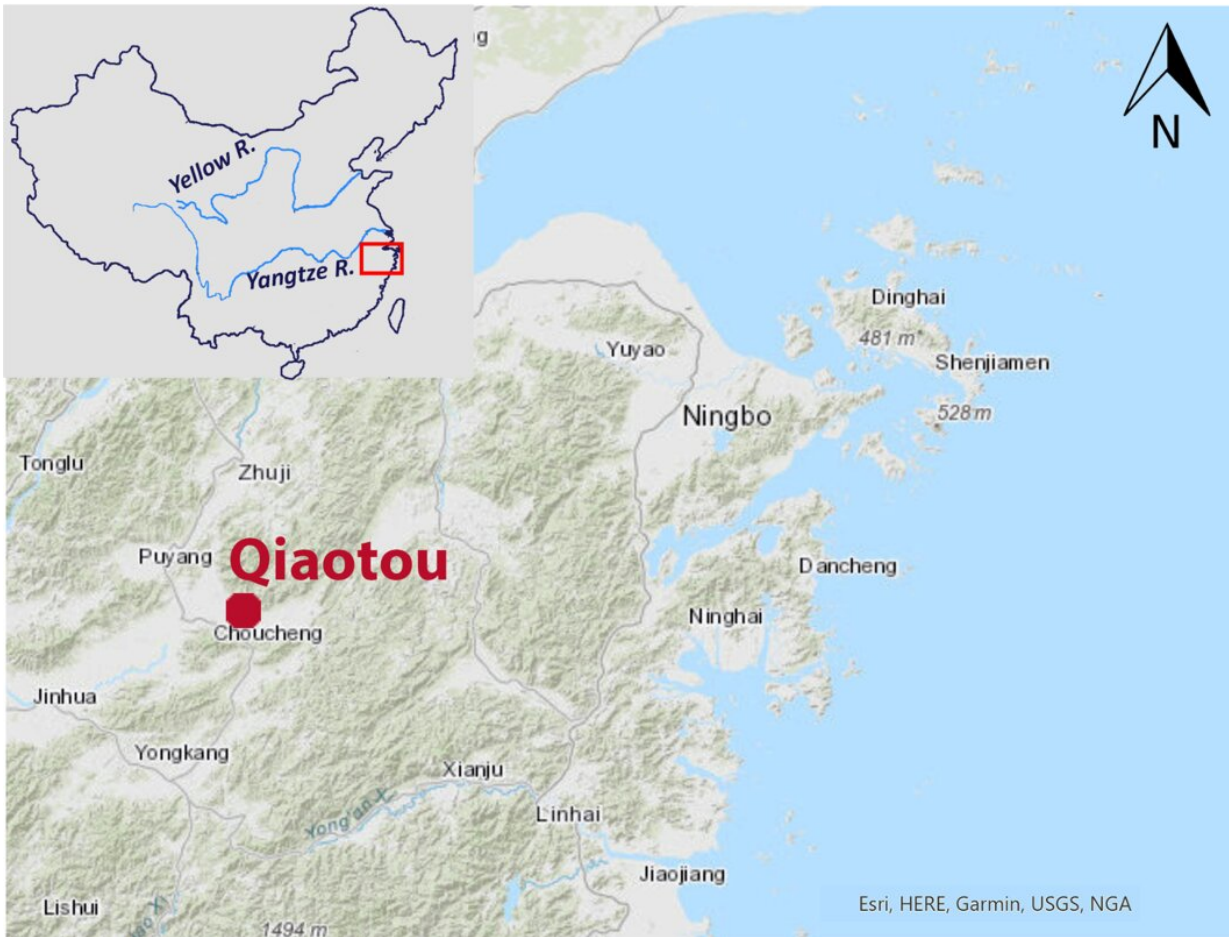 ng
Yellow R.
Yangtze R.
N
Dinghai
481 m
Shenjiamen
528 m
Yuyao
Ningbo
Tonglu
Zhuji
Puyang
Qiaotou
Choucheng
Dancheng
Ninghai
Jinhua
Yongkang
Xianju
Yong'an X.
Linhai
Jiaojiang
Lishui
1494 m
Esri, HERE, Garmin, USGS, NGA